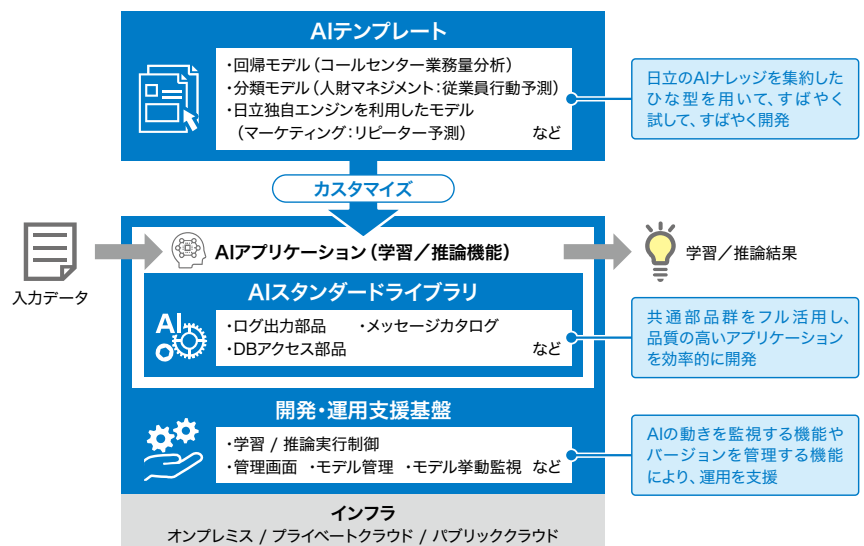 AIテンプレート
・回帰モデル（コールセンター業務量分析）
・分類モデル（人財マネジメント：従業員行動予測）
・日立独自エンジンを利用したモデル
（マーケティング：リピーター予測） など
日立のAIナレッジを集約した
ひな型を用いて、すばやく
試して、すばやく開発
カスタマイズ
入力データ
AIアプリケーション（学習／推論機能）
学習／推論結果
AIスタンダードライブラリ
AI
・ログ出力部品 ・メッセージカタログ
・DBアクセス部品 など
共通部品群をフル活用し、
品質の高いアプリケーション
を効率的に開発
開発・運用支援基盤
・学習 / 推論実行制御
・管理画面 ・モデル管理 ・モデル挙動監視 など
AIの動きを監視する機能や
バージョンを管理する機能
により、運用を支援
インフラ
オンプレミス / プライベートクラウド / パブリッククラウド